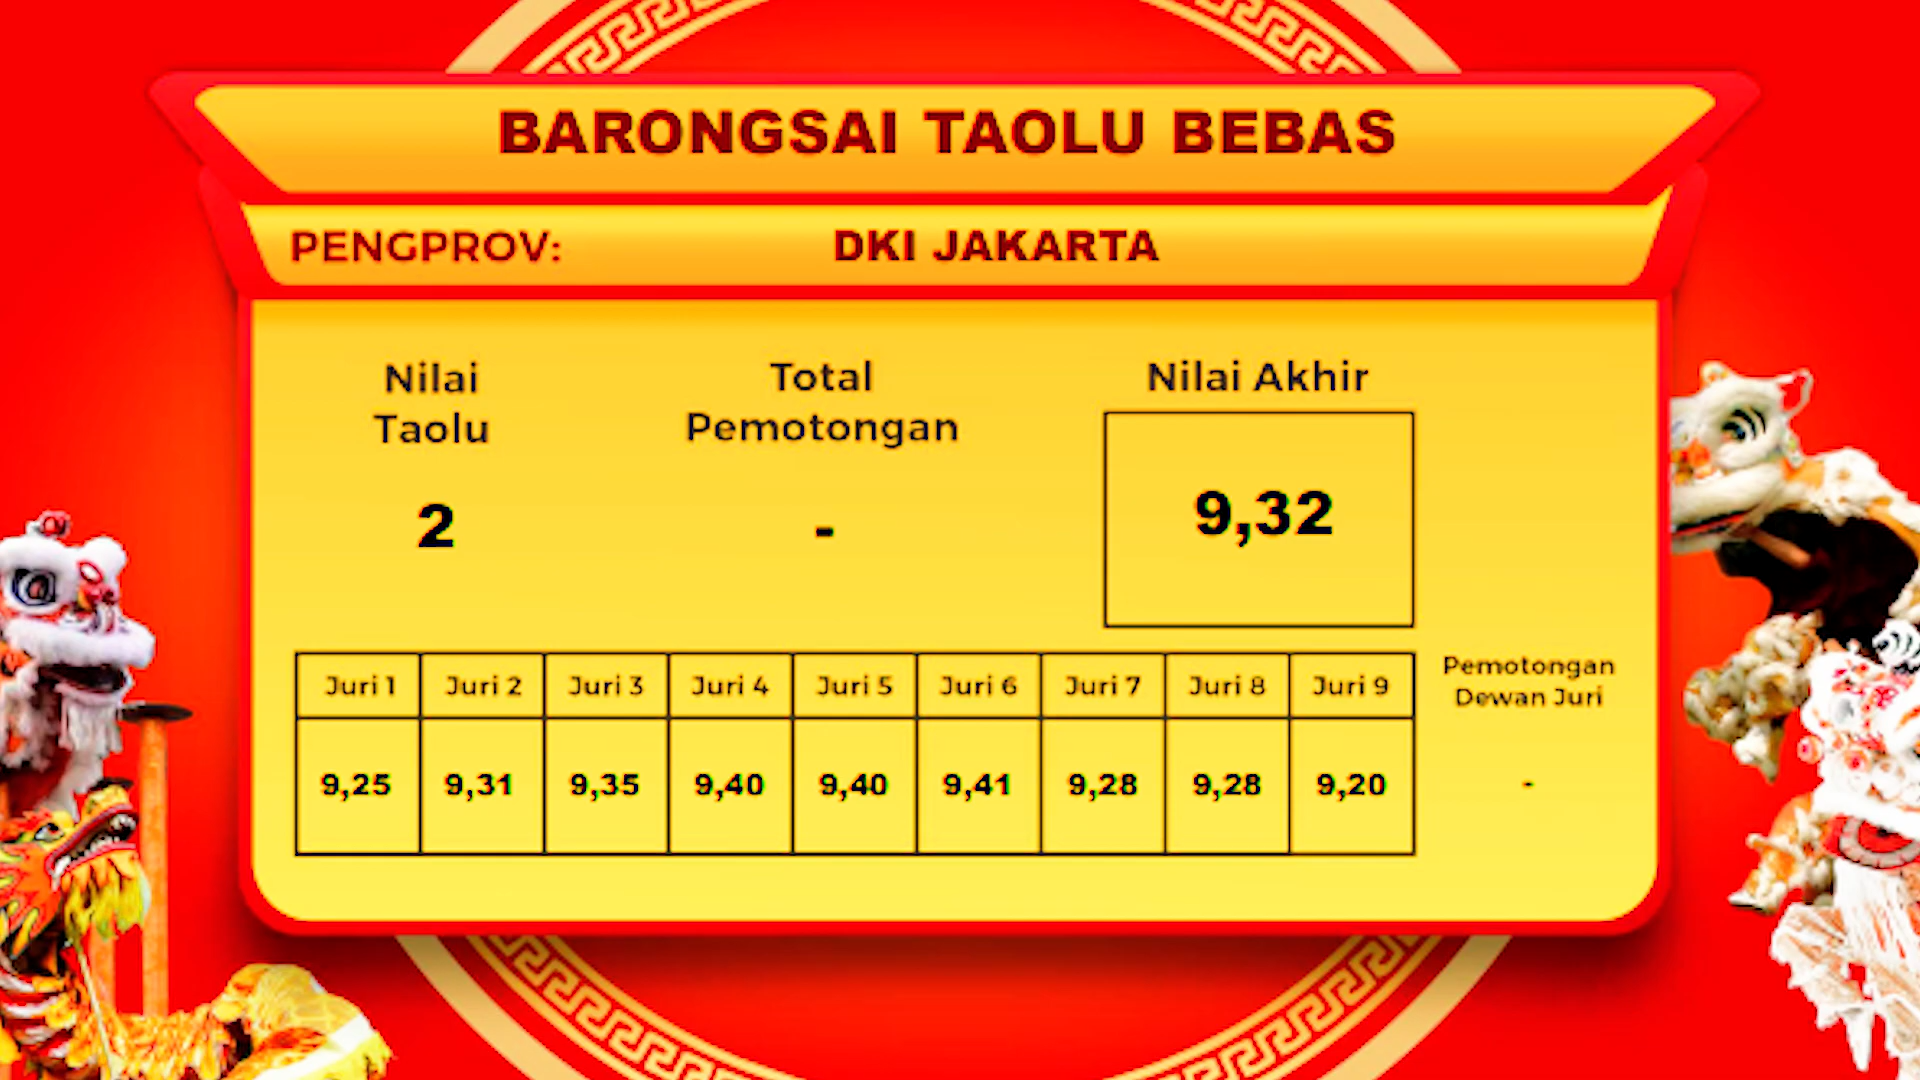 BARONGSAI TAOLU BEBAS
PENGPROV: DKI JAKARTA
Nilai
Taolu
Total
Pemotongan
Nilai Akhir
2
-
9,32
Juri 1 Juri 2 Juri 3 Juri 4 Juri 5 Juri 6 Juri 7 Juri 8 Juri 9
Pemotongan
Dewan Juri
9,25 9,31 9,35 9,40 9,40 9,41 9,28 9,28 9,20 -